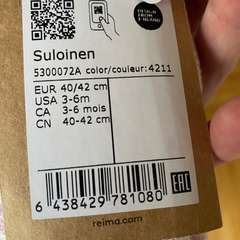 Suloinen
5300072A color/couleur:4211
EUR 40/42 cm
USA 3-6m
CA 3-6 mois
CN 40-42 cm
6 438429 781080
EAC
reima.com